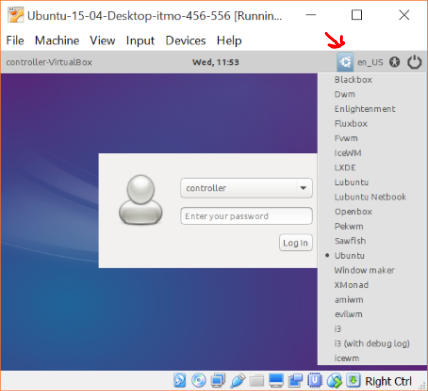 Ubuntu-15-04-Desktop-itmo-456-556 [Runnin...
File Machine View Input Devices Help
controller-VirtualBox Wed, 11:53 en_US
Blackbox
Dwm
Enlightenment
Fluxbox
Fvwm
IceWM
LXDE
Lubuntu
Lubuntu Netbook
Openbox
Pekwm
Sawfish
Ubuntu
Window maker
XMonad
amiwm
evilwm
i3
i3 (with debug log)
icewm
controller
Enter your password
Log In
Right Ctrl